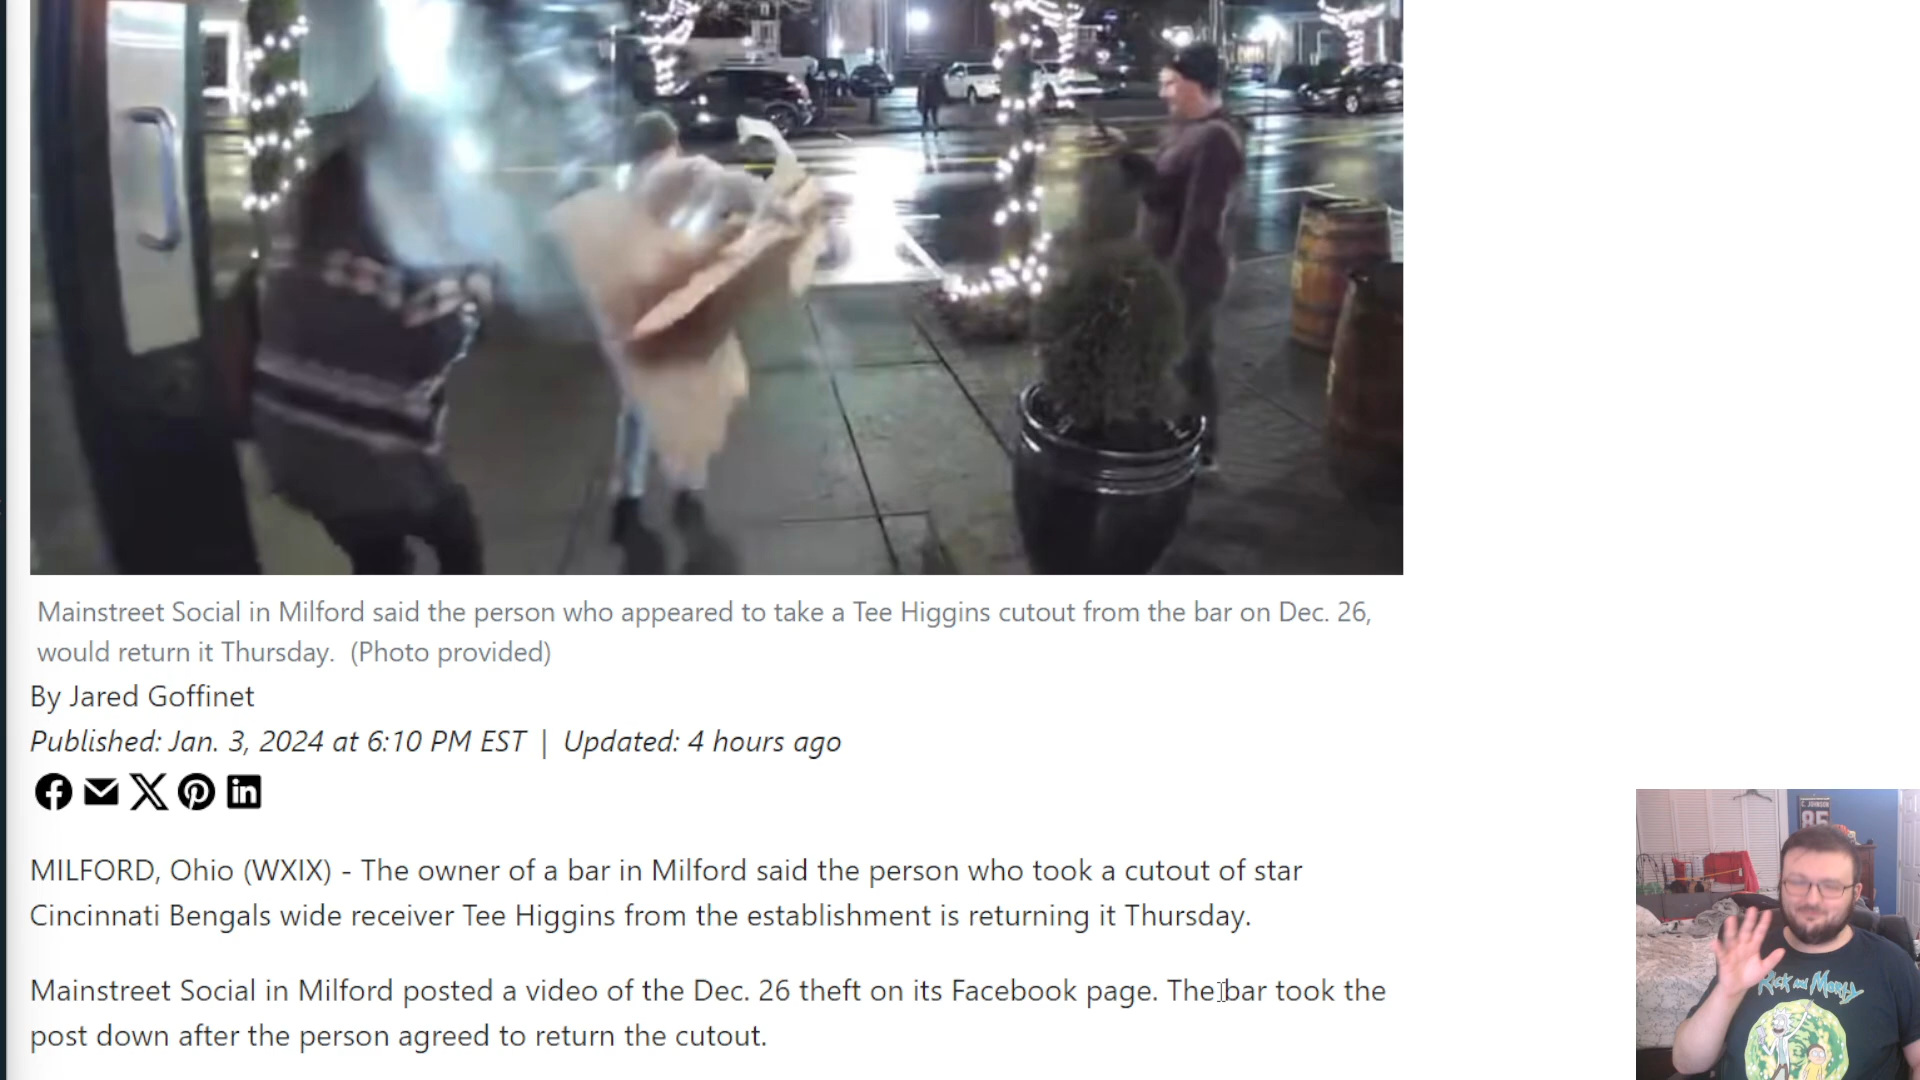 Mainstreet Social in Milford said the person who appeared to take a Tee Higgins cutout from the bar on Dec. 26,
would return it Thursday. (Photo provided)
By Jared Goffinet
Published: Jan. 3, 2024 at 6:10 PM EST | Updated: 4 hours ago
MILFORD, Ohio (WXIX) - The owner of a bar in Milford said the person who took a cutout of star
Cincinnati Bengals wide receiver Tee Higgins from the establishment is returning it Thursday.
Mainstreet Social in Milford posted a video of the Dec. 26 theft on its Facebook page. The bar took the
post down after the person agreed to return the cutout.
C. JOHNSON
85
Rick and Morty